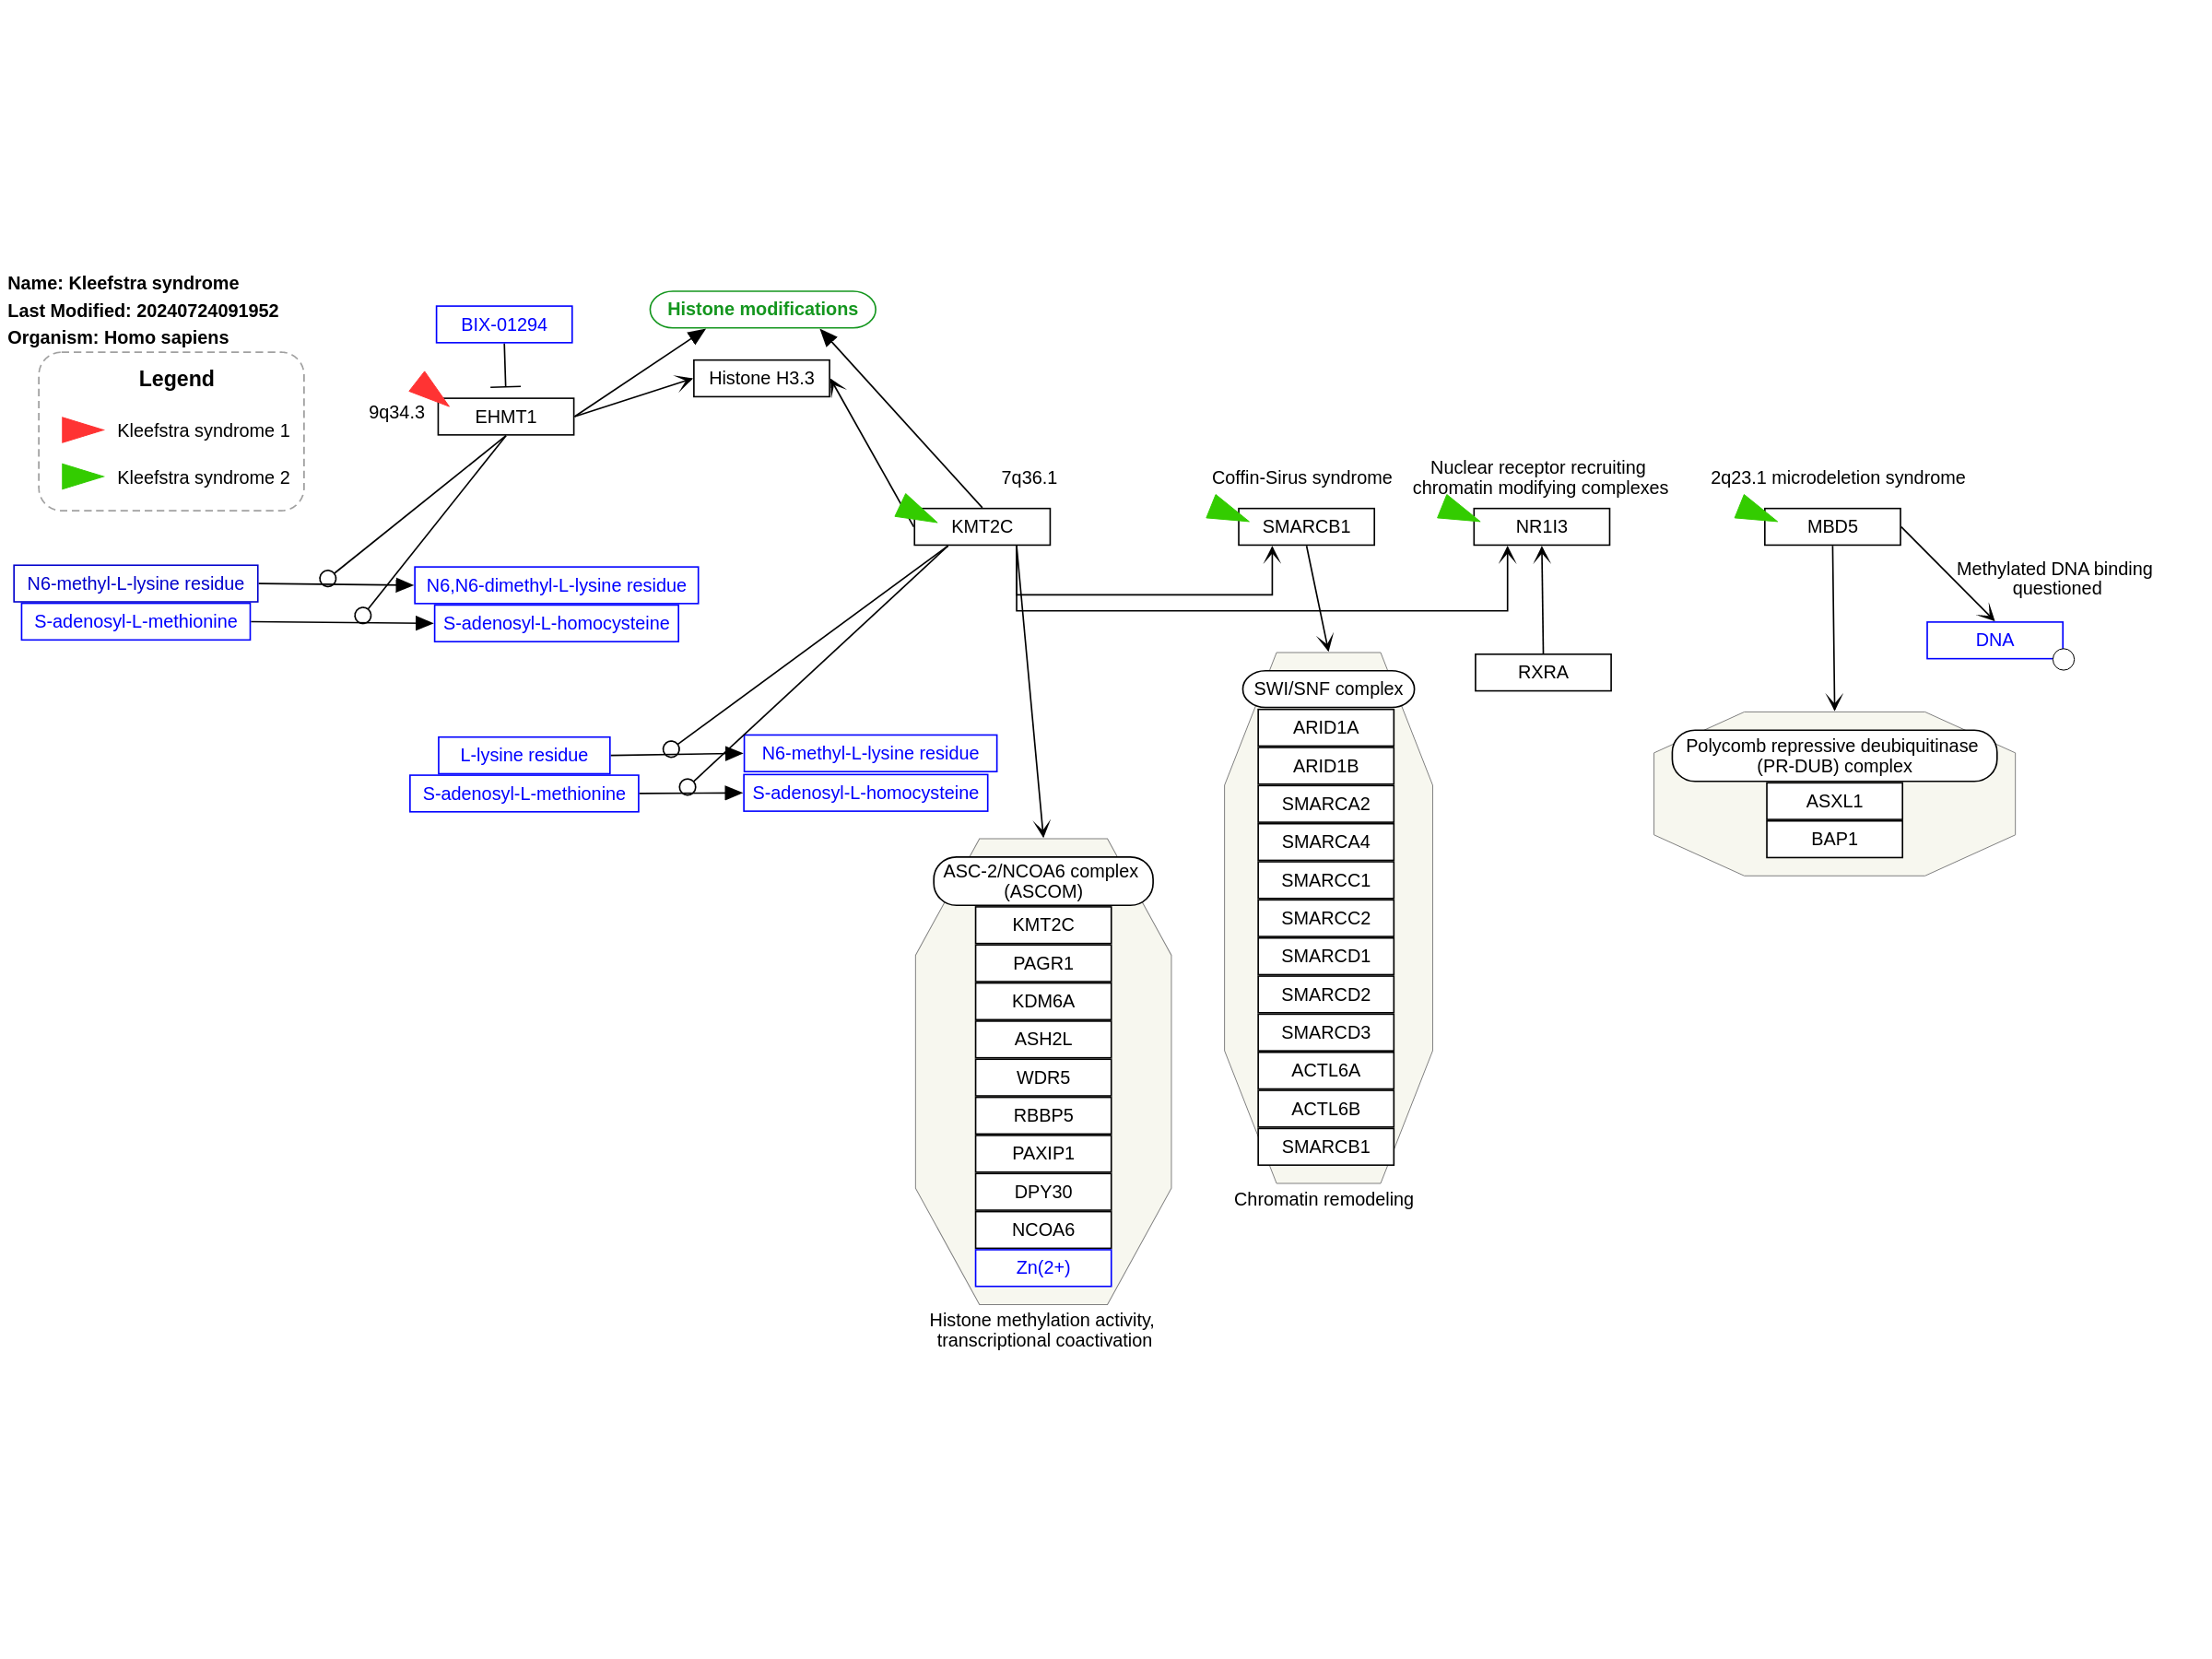 Name: Kleefstra syndrome
Last Modified: 20240724091952
Organism: Homo sapiens
Legend
Kleefstra syndrome 1
Kleefstra syndrome 2
BIX-01294
Histone modifications
Histone H3.3
9q34.3
EHMT1
N6-methyl-L-lysine residue
N6,N6-dimethyl-L-lysine residue
S-adenosyl-L-methionine
S-adenosyl-L-homocysteine
7q36.1
KMT2C
Coffin-Sirus syndrome
SMARCB1
Nuclear receptor recruiting
chromatin modifying complexes
NR1I3
RXRA
2q23.1 microdeletion syndrome
MBD5
Methylated DNA binding
questioned
DNA
L-lysine residue
N6-methyl-L-lysine residue
S-adenosyl-L-methionine
S-adenosyl-L-homocysteine
ASC-2/NCOA6 complex
(ASCOM)
KMT2C
PAGR1
KDM6A
ASH2L
WDR5
RBBP5
PAXIP1
DPY30
NCOA6
Zn(2+)
Histone methylation activity,
transcriptional coactivation
SWI/SNF complex
ARID1A
ARID1B
SMARCA2
SMARCA4
SMARCC1
SMARCC2
SMARCD1
SMARCD2
SMARCD3
ACTL6A
ACTL6B
SMARCB1
Chromatin remodeling
Polycomb repressive deubiquitinase
(PR-DUB) complex
ASXL1
BAP1